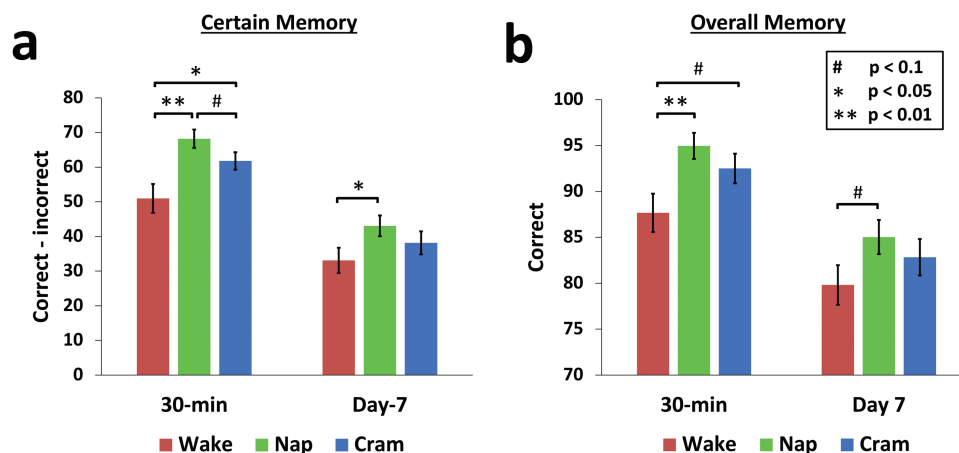 a
Certain Memory
Correct - incorrect
80
70
60
50
40
30
20
10
0
*
** #
*
30-min Day-7
Wake Nap Cram
b
Overall Memory
# p < 0.1
* p < 0.05
** p < 0.01
Correct
100
95
90
85
80
75
70
#
**
#
30-min Day 7
Wake Nap Cram